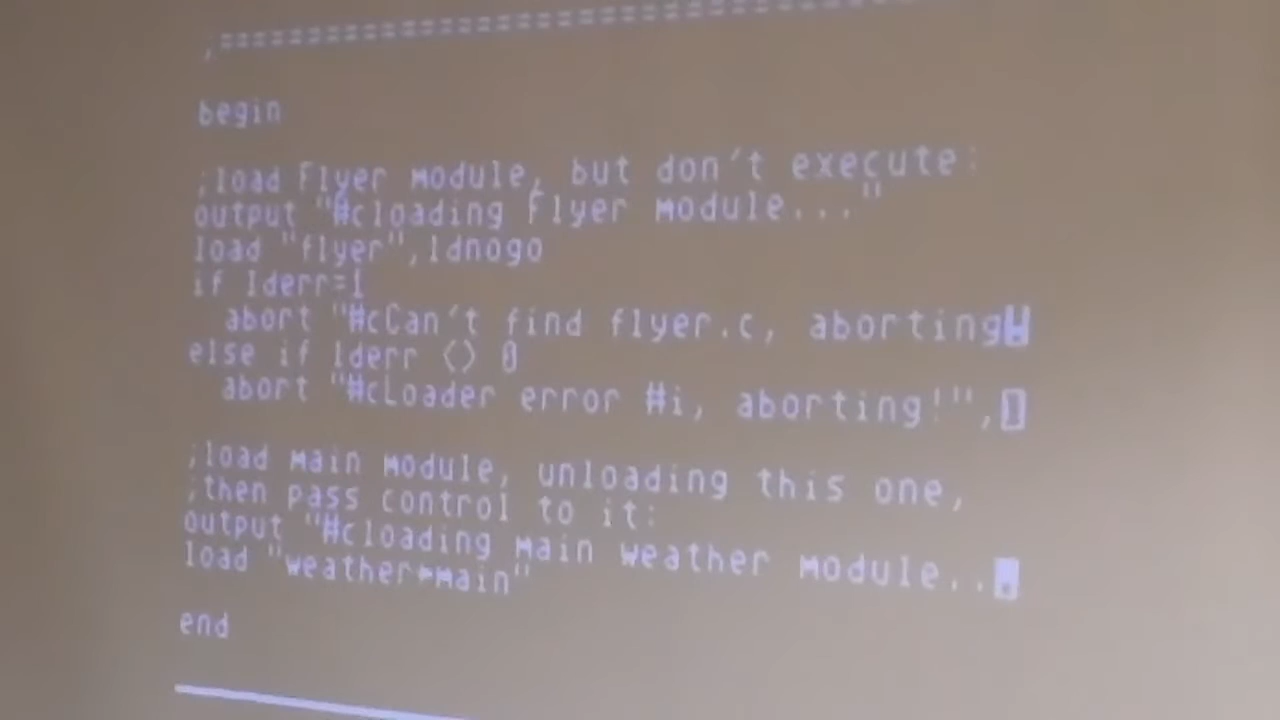 ;==========================================
begin
;load Flyer module, but don't execute:
output "#cloading Flyer module..."
load "flyer",ldnogo
if lderr=1
abort "#cCan't find flyer.c, aborting!
else if lderr <> 0
abort "#cLoader error #i, aborting!",l
;load main module, unloading this one,
;then pass control to it:
output "#cloading main weather module...
load "weather▸main"
end